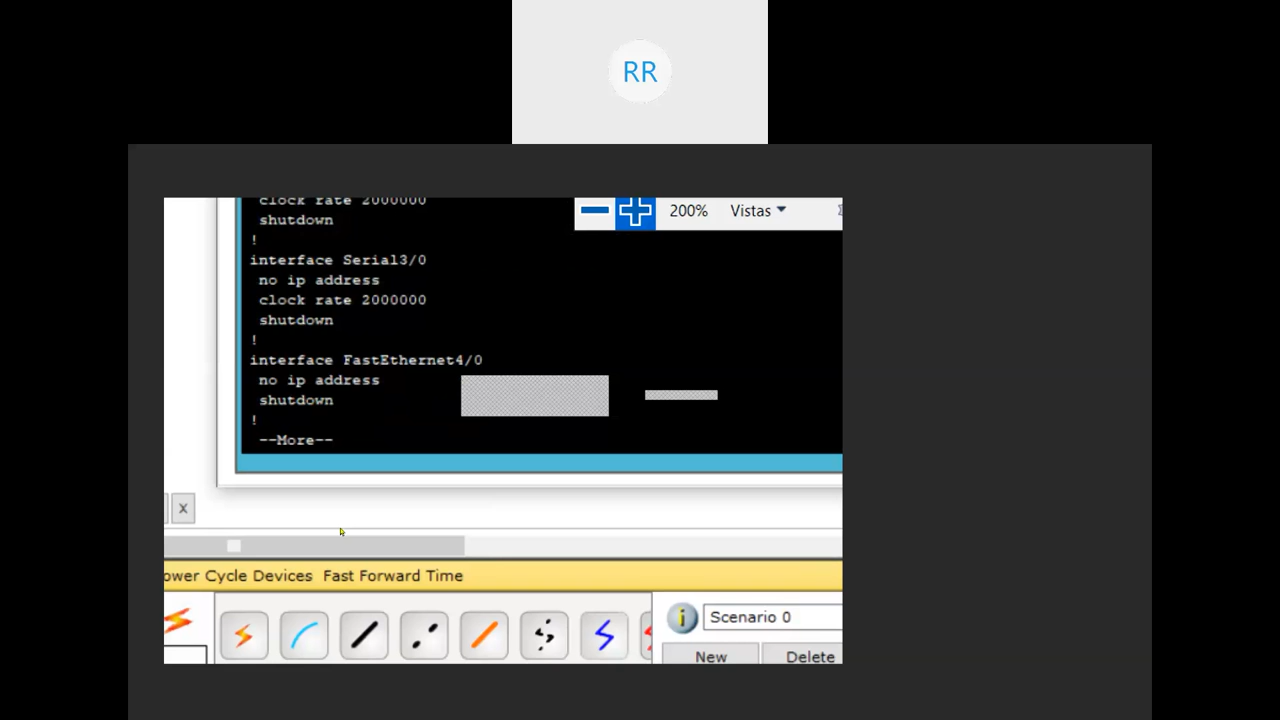 RR
clock rate 2000000
shutdown
!
interface Serial3/0
no ip address
clock rate 2000000
shutdown
!
interface FastEthernet4/0
no ip address
shutdown
!
--More--
200% Vistas
x
ower Cycle Devices Fast Forward Time
i Scenario 0
New Delete